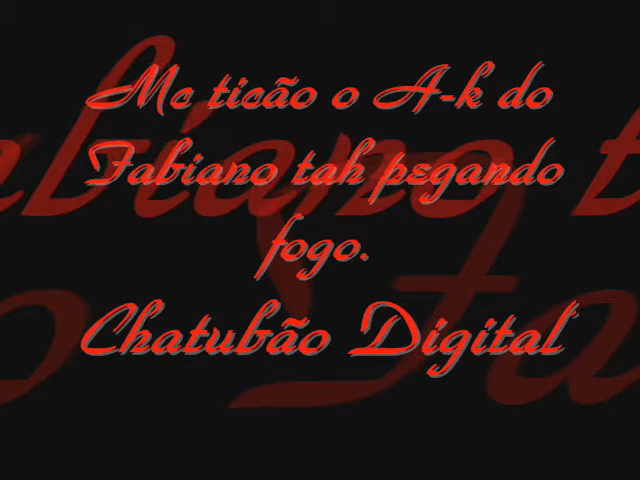 Mc ticão o A-k do
Fabiano tah pegando
fogo.
Chatubão Digital